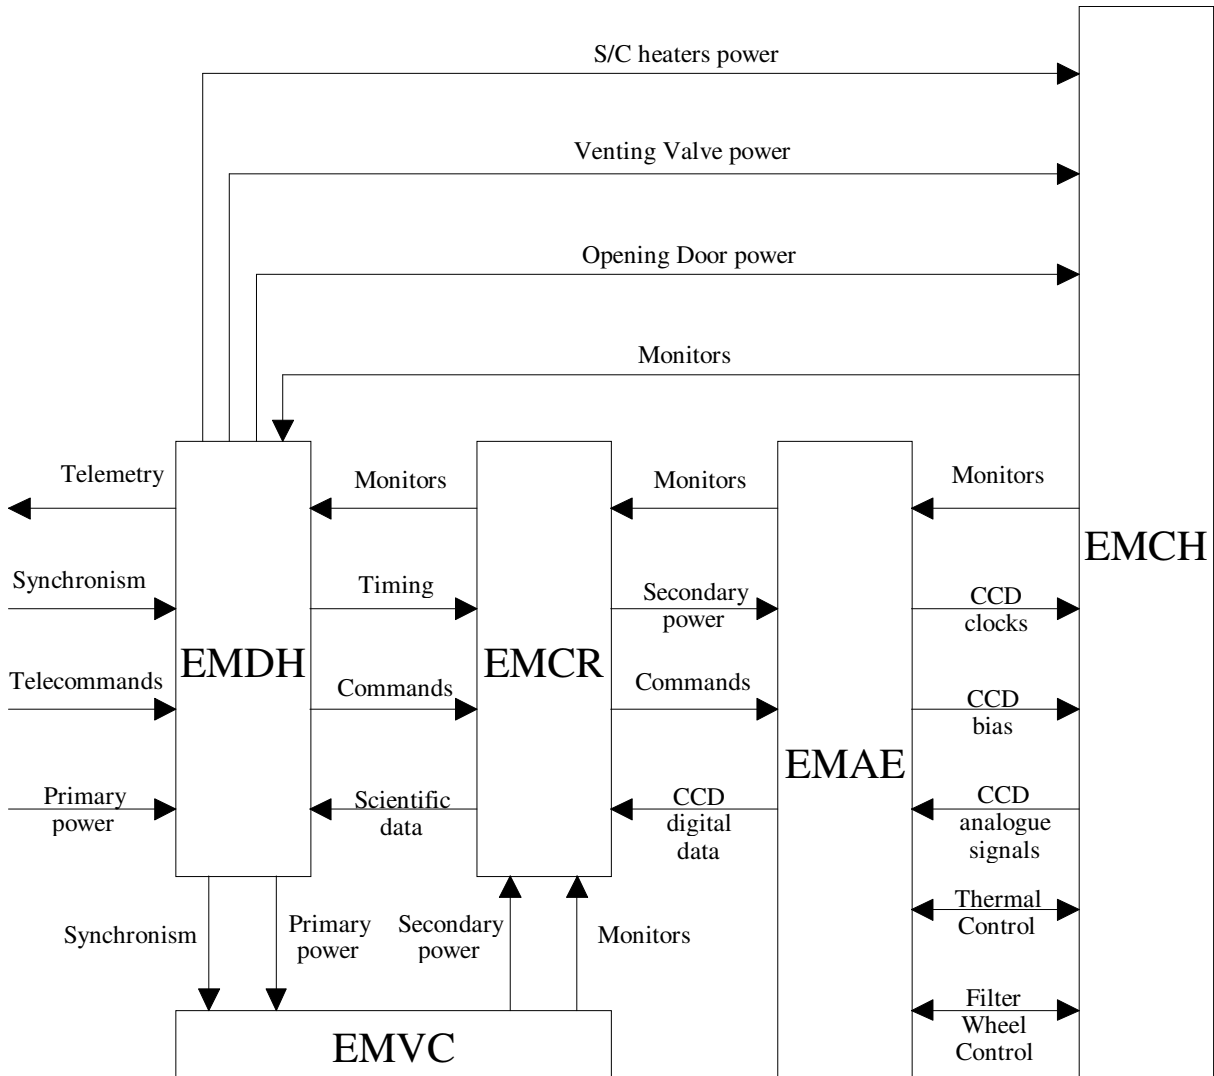 S/C heaters power
Venting Valve power
Opening Door power
Monitors
Telemetry
Monitors
Monitors
Monitors
EMCH
Synchronism
Timing
Secondary
power
CCD
clocks
EMDH
EMCR
Telecommands
Commands
Commands
CCD
bias
EMAE
Primary
power
Scientific
data
CCD
digital
data
CCD
analogue
signals
Thermal
Control
Synchronism
Primary
power
Secondary
power
Monitors
Filter
Wheel
Control
EMVC